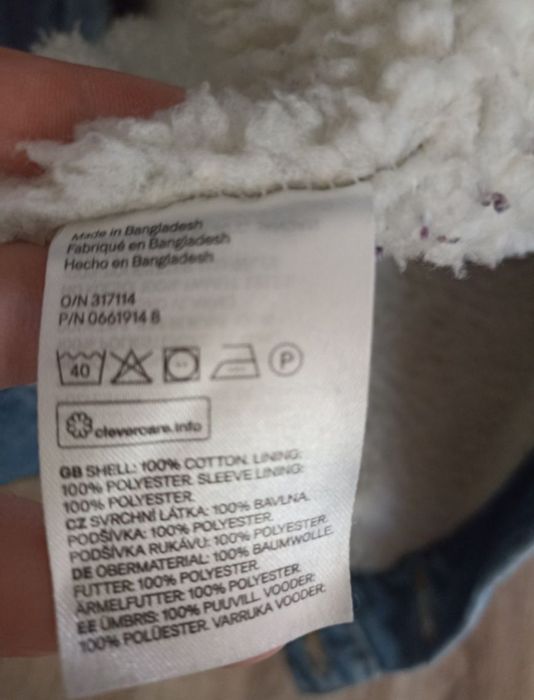 Made in Bangladesh
Fabriqué en Bangladesh
Hecho en Bangladesh
O/N 317114
P/N 0661914 8
40 P
clevercare.info
GB SHELL: 100% COTTON. LINING:
100% POLYESTER. SLEEVE LINING:
100% POLYESTER.
CZ SVRCHNÍ LÁTKA: 100% BAVLNA.
PODŠÍVKA: 100% POLYESTER.
PODŠÍVKA RUKÁVU: 100% POLYESTER.
DE OBERMATERIAL: 100% BAUMWOLLE.
FUTTER: 100% POLYESTER.
ÄRMELFUTTER: 100% POLYESTER.
EE ÜMBRIS: 100% PUUVILL. VOODER:
100% POLÜESTER. VARRUKA VOODER: